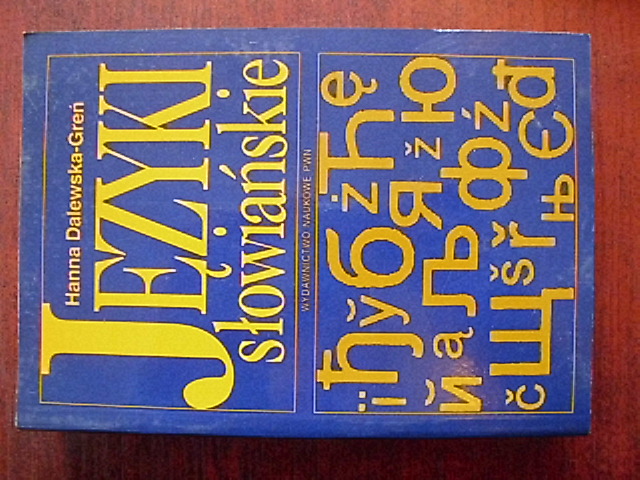 Hanna Dalewska-Greń
JĘZYKI
słowiańskie
WYDAWNICTWO NAUKOWE PWN
ï ђ ў б ż ћ ę
й a љ я ž ю
č щ š ř ф ź
њ є đ